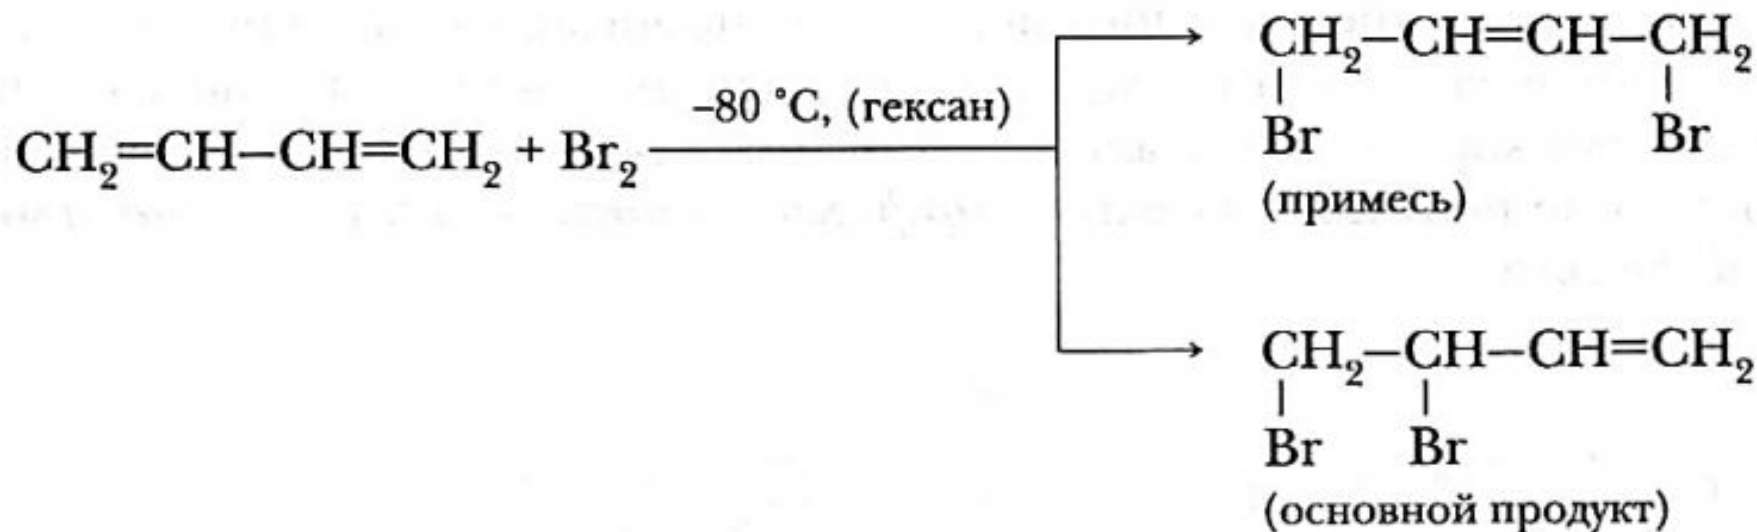 CH₂–CH=CH–CH₂
Br Br
(примесь)
–80 °C, (гексан)
CH₂=CH–CH=CH₂ + Br₂
CH₂–CH–CH=CH₂
Br Br
(основной продукт)